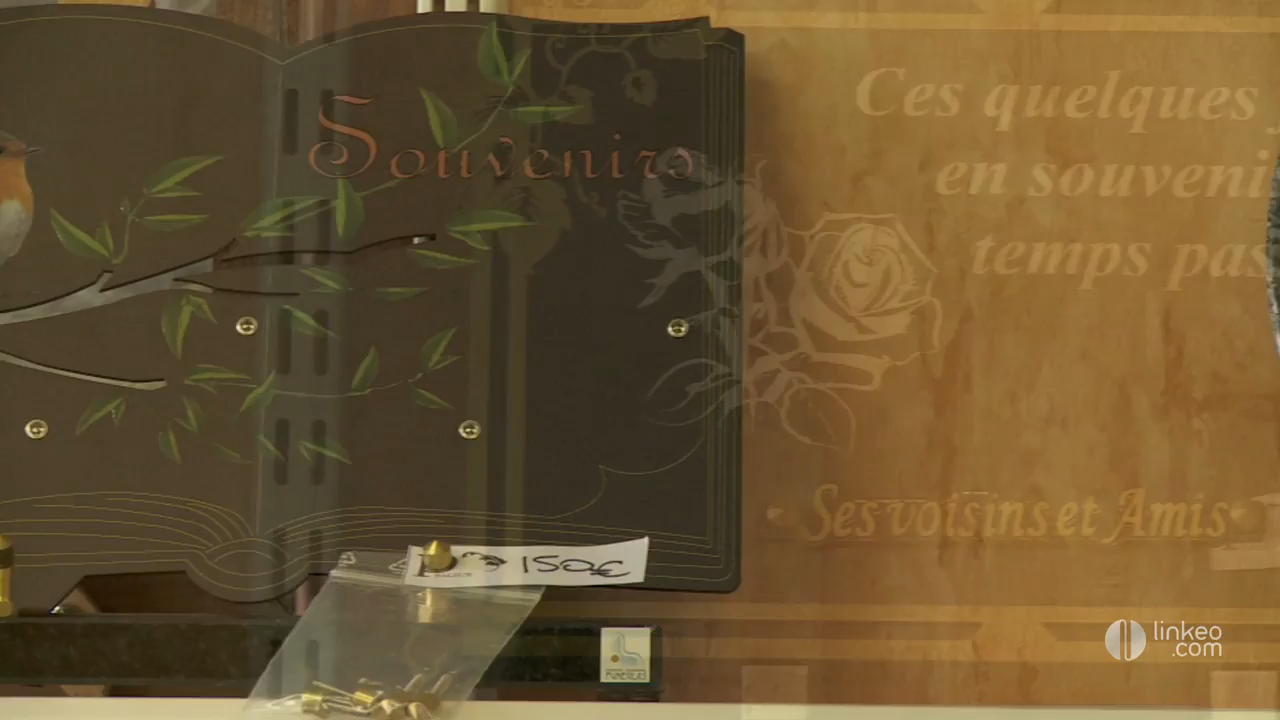 Souvenirs
Ces quelques
en souveni
temps pas
Ses voisins et Amis
150€
linkeo
.com